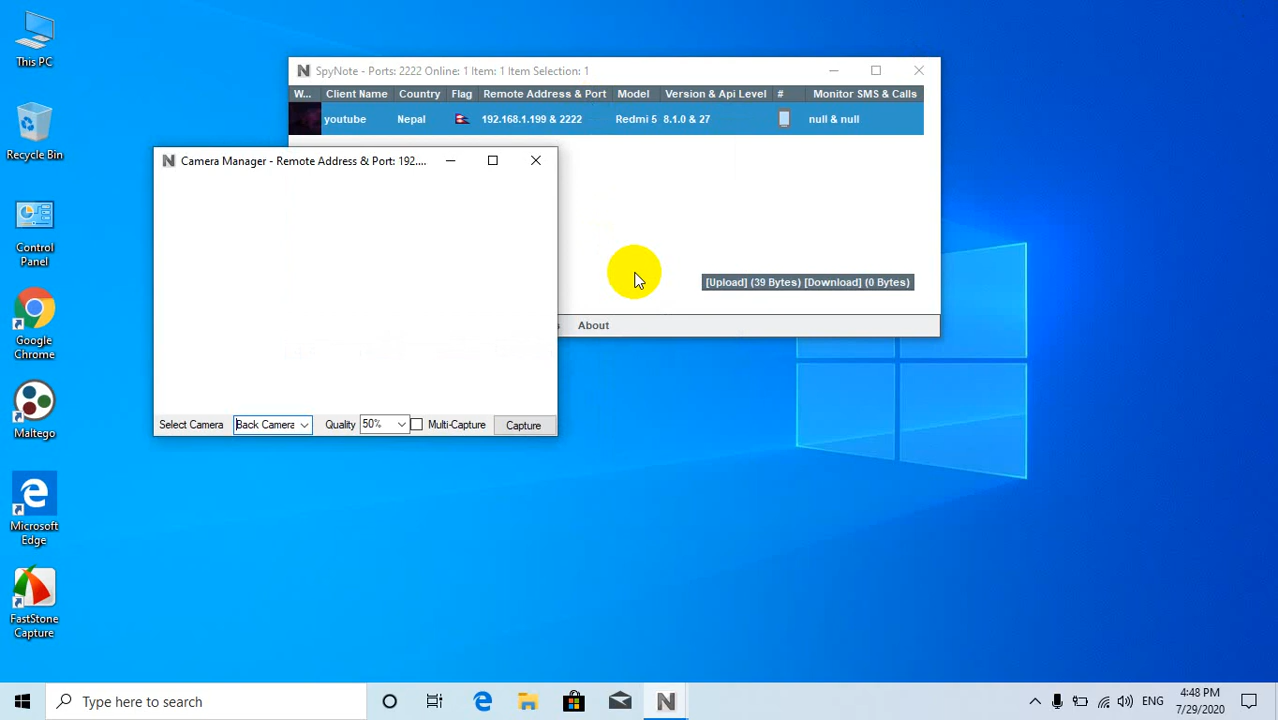 This PC
Recycle Bin
Control
Panel
Google
Chrome
Maltego
Microsoft
Edge
FastStone
Capture
SpyNote - Ports: 2222 Online: 1 Item: 1 Item Selection: 1
W... Client Name Country Flag Remote Address & Port Model Version & Api Level # Monitor SMS & Calls
youtube Nepal 192.168.1.199 & 2222 Redmi 5 8.1.0 & 27 null & null
[Upload] (39 Bytes) [Download] (0 Bytes)
About
Camera Manager - Remote Address & Port: 192....
Select Camera Back Camera Quality 50% Multi-Capture Capture
Type here to search
ENG
4:48 PM
7/29/2020